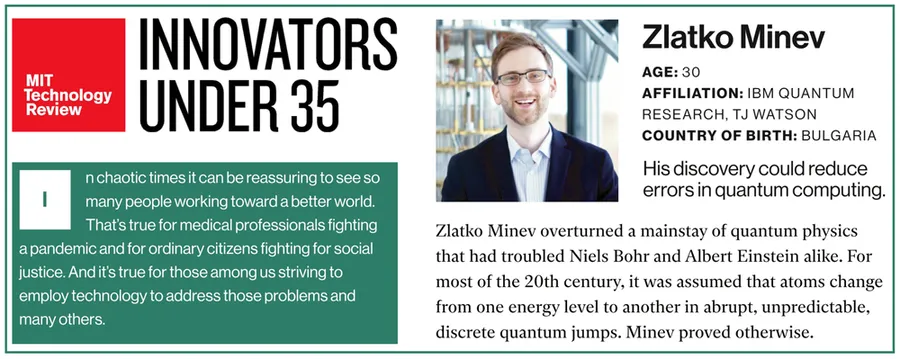 MIT
Technology
Review
INNOVATORS
UNDER 35
In chaotic times it can be reassuring to see so
many people working toward a better world.
That's true for medical professionals fighting
a pandemic and for ordinary citizens fighting for social
justice. And it's true for those among us striving to
employ technology to address those problems and
many others.
Zlatko Minev
AGE: 30
AFFILIATION: IBM QUANTUM
RESEARCH, TJ WATSON
COUNTRY OF BIRTH: BULGARIA
His discovery could reduce
errors in quantum computing.
Zlatko Minev overturned a mainstay of quantum physics
that had troubled Niels Bohr and Albert Einstein alike. For
most of the 20th century, it was assumed that atoms change
from one energy level to another in abrupt, unpredictable,
discrete quantum jumps. Minev proved otherwise.